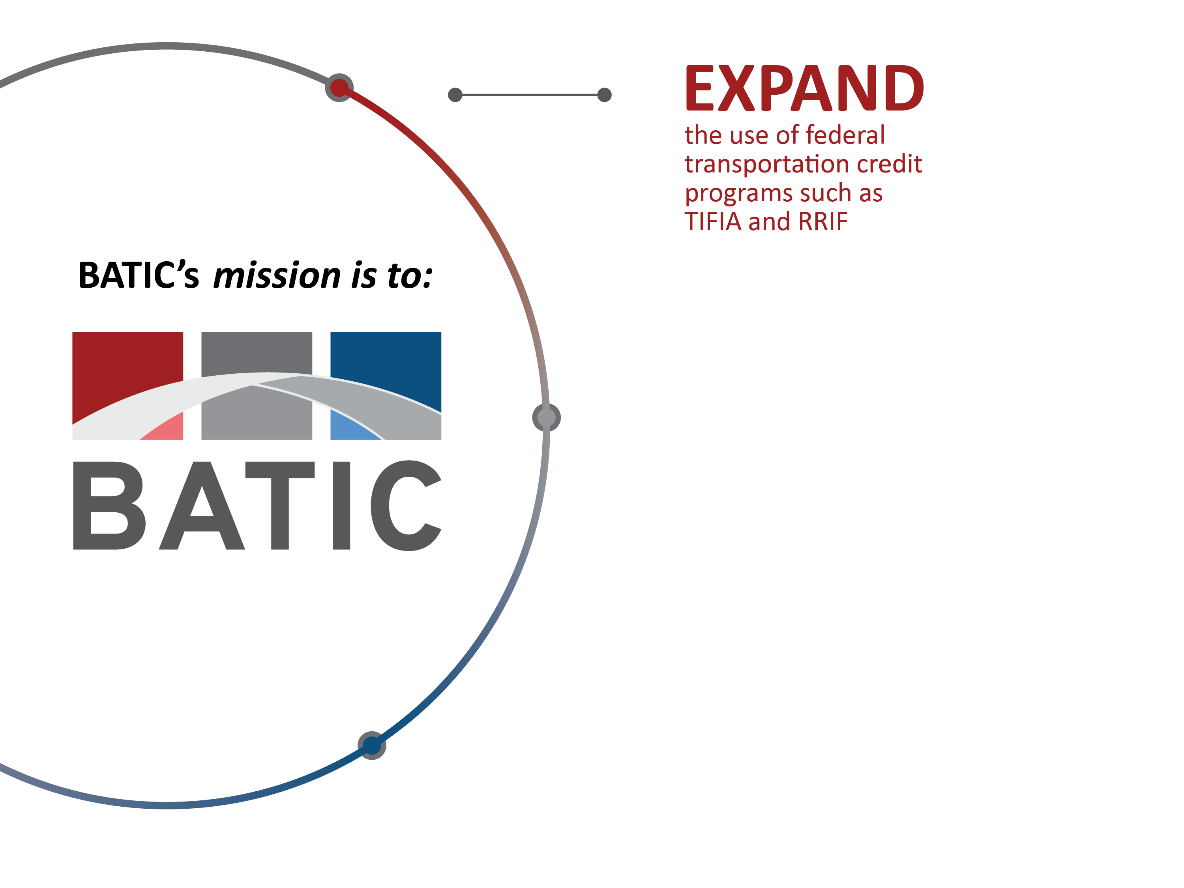 BATIC’s mission is to:
BATIC
EXPAND
the use of federal
transportation credit
programs such as
TIFIA and RRIF